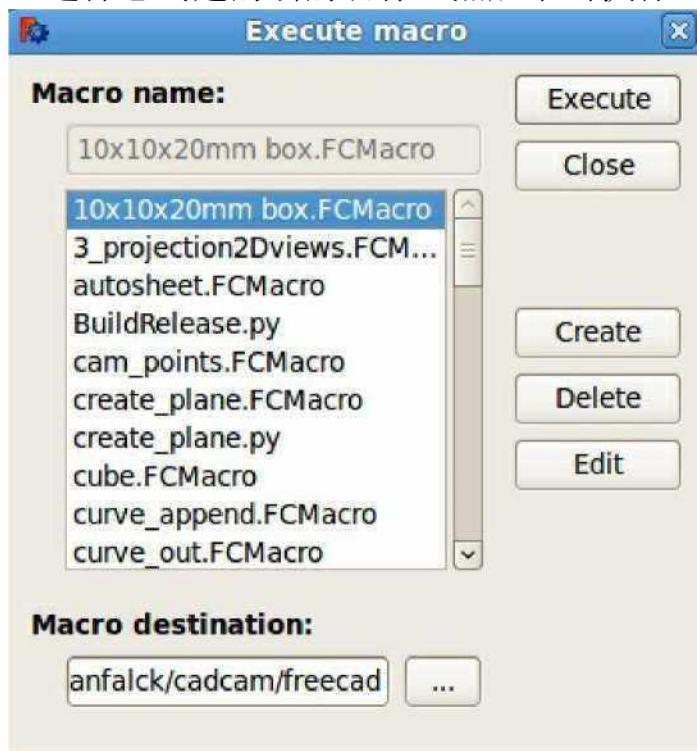 Execute macro
Macro name:
Execute
10x10x20mm box.FCMacro
Close
10x10x20mm box.FCMacro
3_projection2Dviews.FCM...
autosheet.FCMacro
BuildRelease.py
Create
cam_points.FCMacro
create_plane.FCMacro
Delete
create_plane.py
Edit
cube.FCMacro
curve_append.FCMacro
curve_out.FCMacro
Macro destination:
anfalck/cadcam/freecad
...